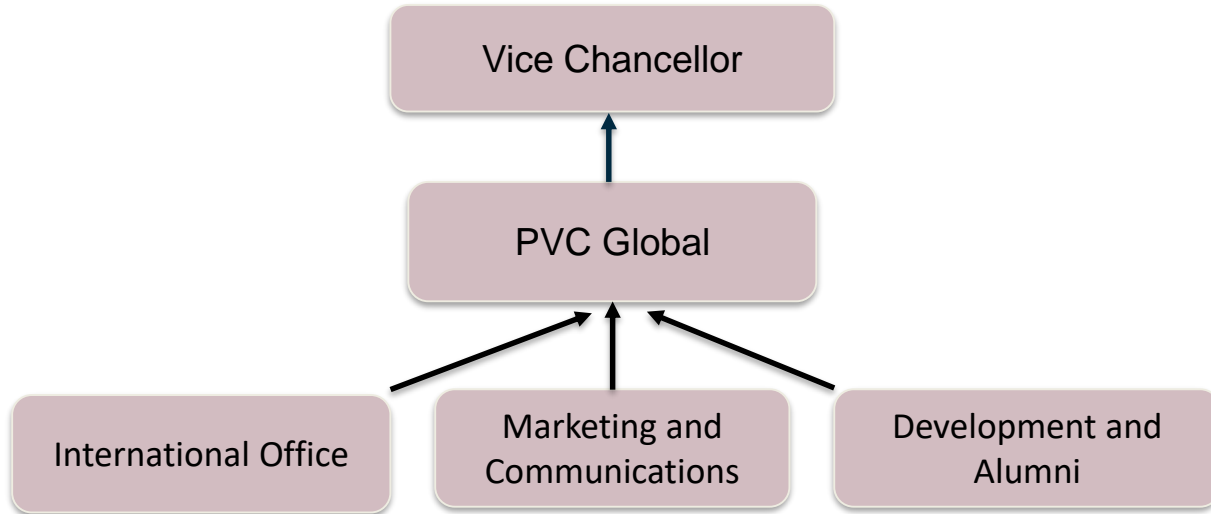 Vice Chancellor
PVC Global
International Office
Marketing and
Communications
Development and
Alumni